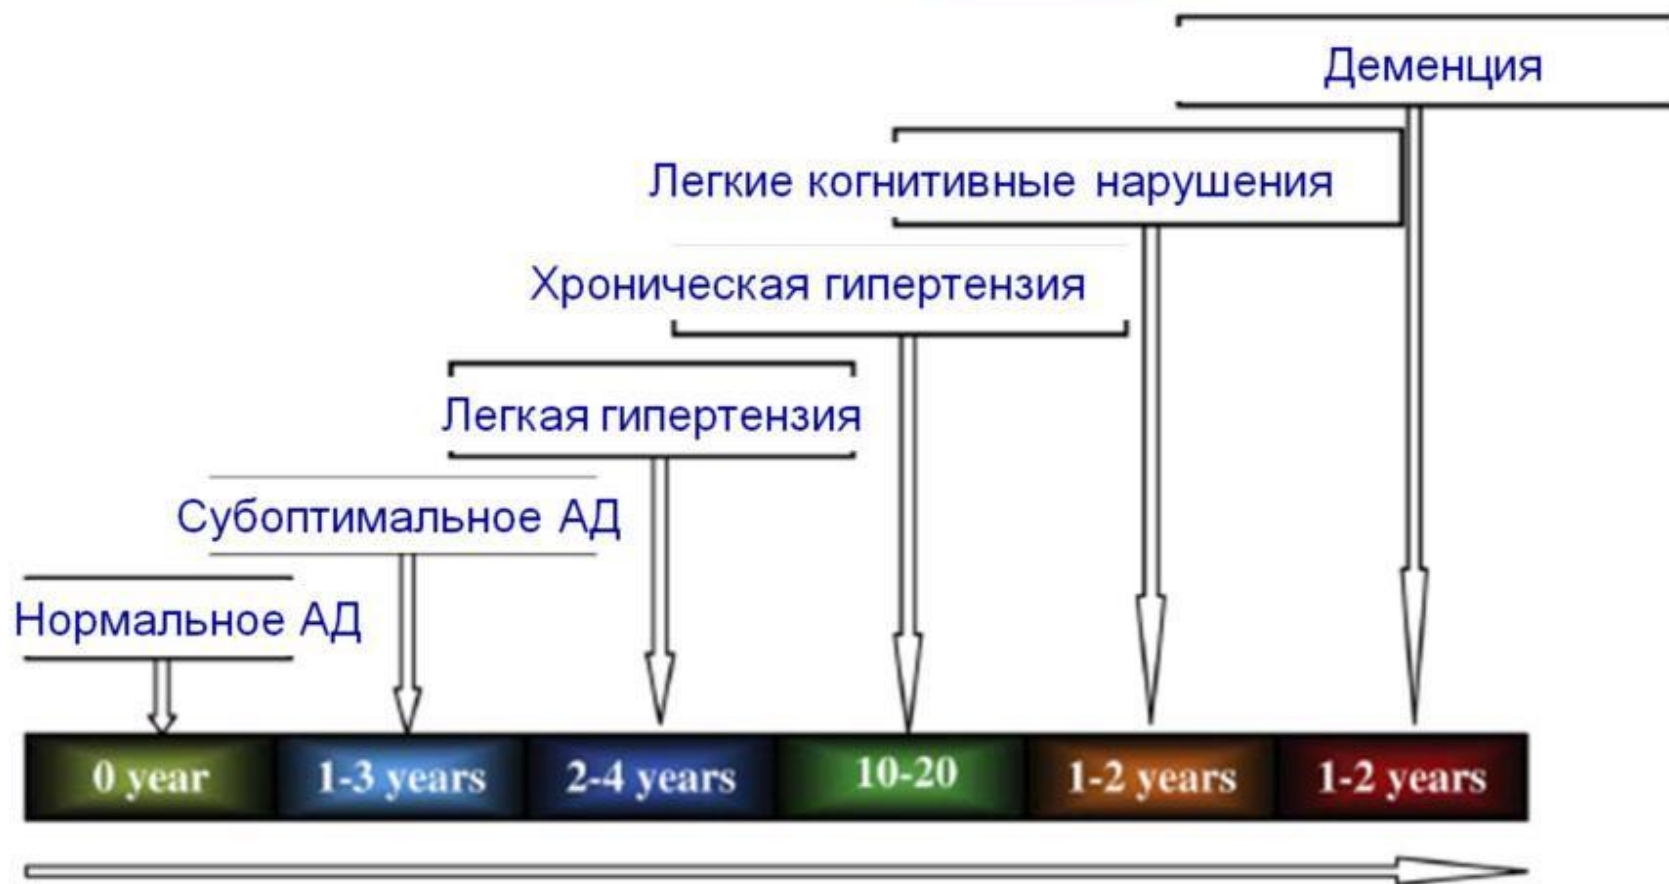 Деменция
Легкие когнитивные нарушения
Хроническая гипертензия
Легкая гипертензия
Субоптимальное АД
Нормальное АД
0 year
1-3 years
2-4 years
10-20
1-2 years
1-2 years